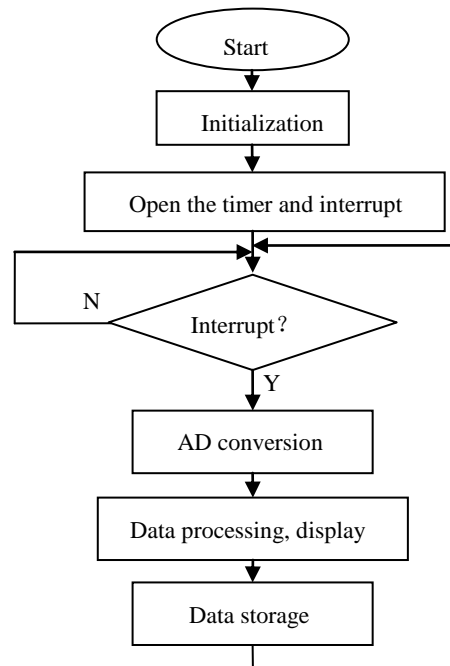 Start
Initialization
Open the timer and interrupt
N
Interrupt？
Y
AD conversion
Data processing, display
Data storage